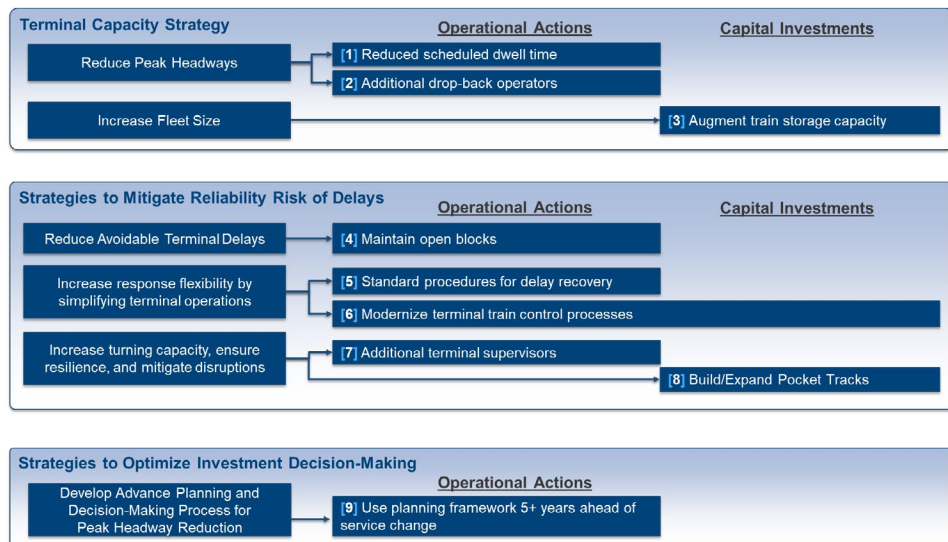 Terminal Capacity Strategy
Operational Actions
Capital Investments
Reduce Peak Headways
[1] Reduced scheduled dwell time
[2] Additional drop-back operators
Increase Fleet Size
[3] Augment train storage capacity
Strategies to Mitigate Reliability Risk of Delays
Operational Actions
Capital Investments
Reduce Avoidable Terminal Delays
[4] Maintain open blocks
Increase response flexibility by
simplifying terminal operations
[5] Standard procedures for delay recovery
[6] Modernize terminal train control processes
Increase turning capacity, ensure
resilience, and mitigate disruptions
[7] Additional terminal supervisors
[8] Build/Expand Pocket Tracks
Strategies to Optimize Investment Decision-Making
Operational Actions
Develop Advance Planning and
Decision-Making Process for
Peak Headway Reduction
[9] Use planning framework 5+ years ahead of
service change